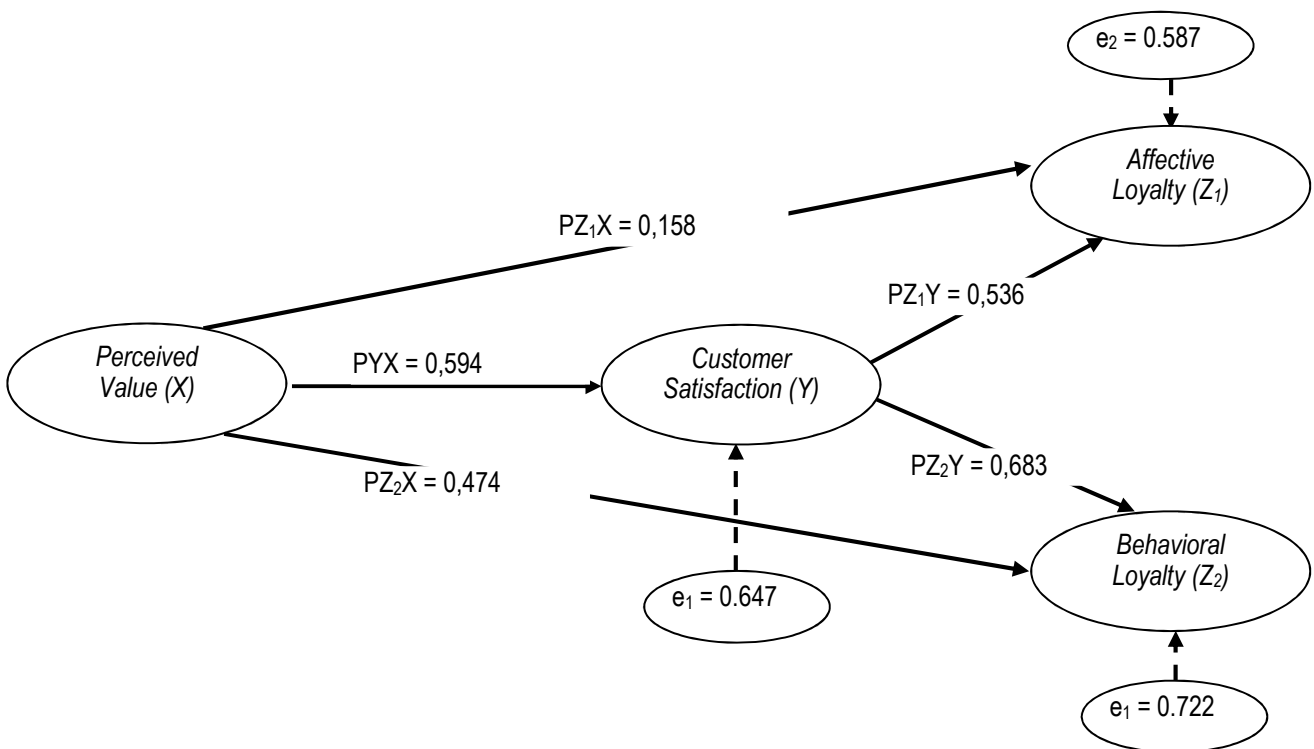 e₂ = 0.587
Affective
Loyalty (Z₁)
PZ₁X = 0,158
PZ₁Y = 0,536
Perceived
Value (X)
PYX = 0,594
Customer
Satisfaction (Y)
PZ₂X = 0,474
PZ₂Y = 0,683
Behavioral
Loyalty (Z₂)
e₁ = 0.647
e₁ = 0.722